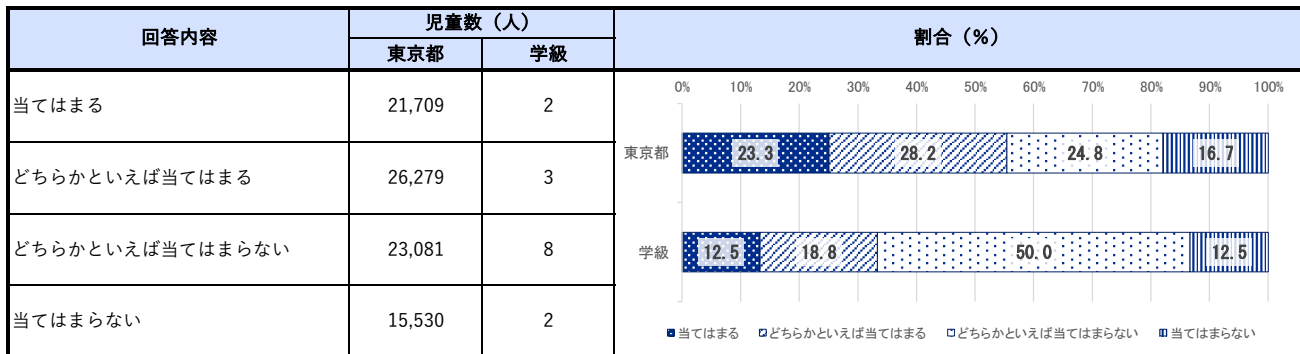 回答内容 児童数（人） 割合（%）
東京都 学級
当てはまる 21,709 2
どちらかといえば当てはまる 26,279 3
どちらかといえば当てはまらない 23,081 8
当てはまらない 15,530 2
0% 10% 20% 30% 40% 50% 60% 70% 80% 90% 100%
東京都 23.3 28.2 24.8 16.7
学級 12.5 18.8 50.0 12.5
当てはまる どちらかといえば当てはまる どちらかといえば当てはまらない 当てはまらない